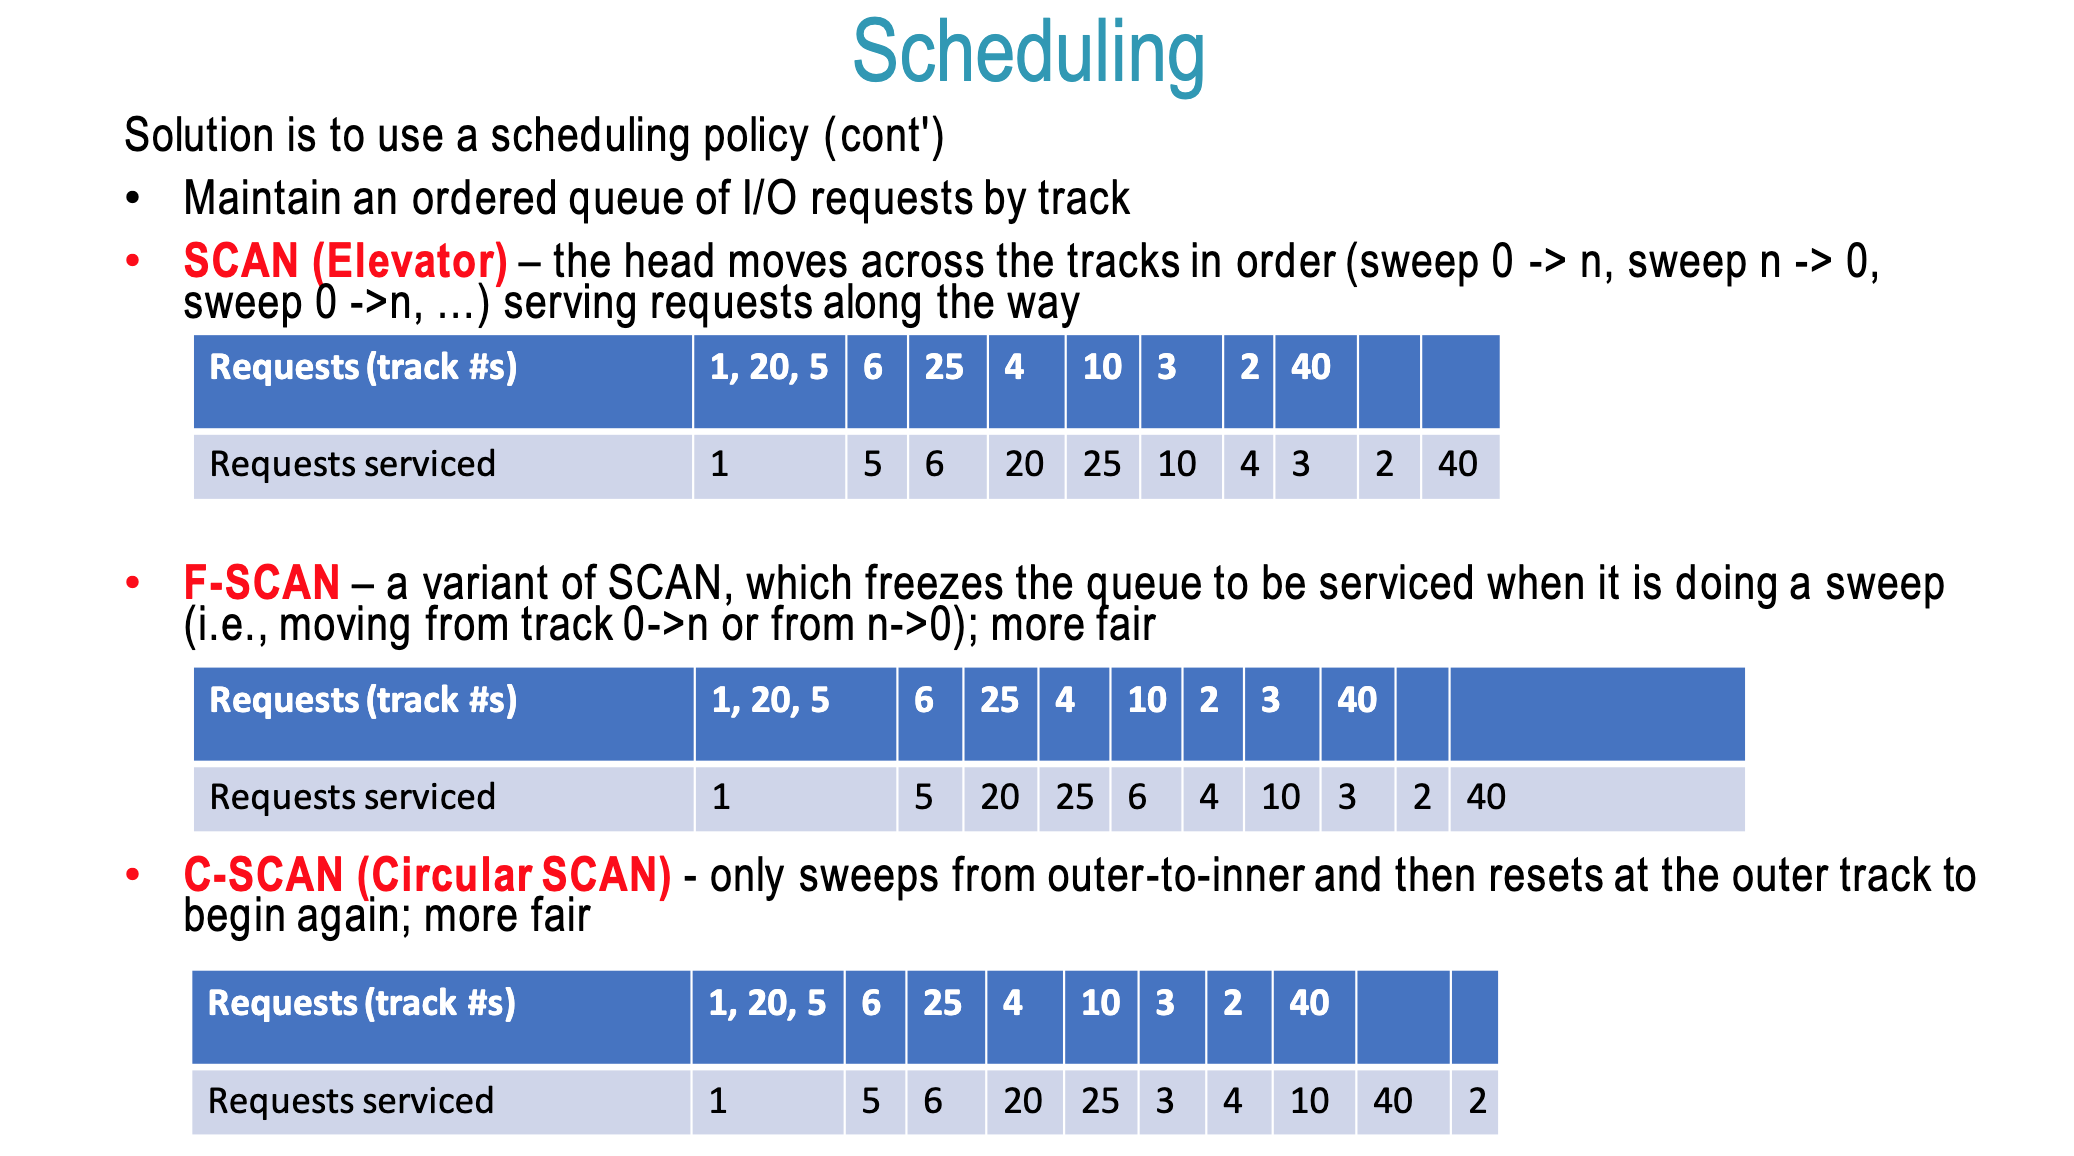 Scheduling
Solution is to use a scheduling policy (cont')
• Maintain an ordered queue of I/O requests by track
• SCAN (Elevator) – the head moves across the tracks in order (sweep 0 -> n, sweep n -> 0,
sweep 0 ->n, …) serving requests along the way
Requests (track #s) 1, 20, 5 6 25 4 10 3 2 40
Requests serviced 1 5 6 20 25 10 4 3 2 40
• F-SCAN – a variant of SCAN, which freezes the queue to be serviced when it is doing a sweep
(i.e., moving from track 0->n or from n->0); more fair
Requests (track #s) 1, 20, 5 6 25 4 10 2 3 40
Requests serviced 1 5 20 25 6 4 10 3 2 40
• C-SCAN (Circular SCAN) - only sweeps from outer-to-inner and then resets at the outer track to
begin again; more fair
Requests (track #s) 1, 20, 5 6 25 4 10 3 2 40
Requests serviced 1 5 6 20 25 3 4 10 40 2